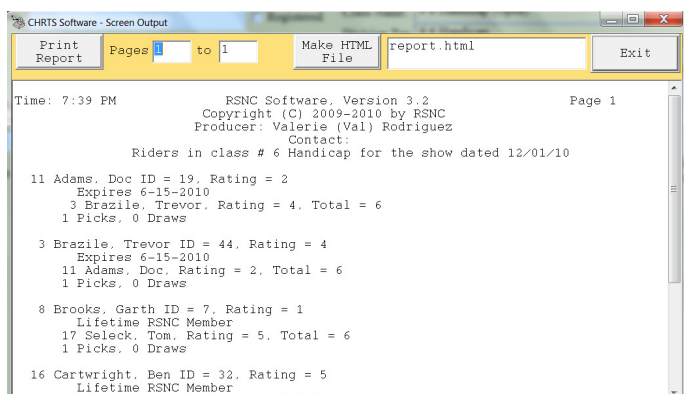 CHRTS Software - Screen Output
Registered
Print Report
Pages 1 to 1
Make HTML File
report.html
Exit
Time: 7:39 PM RSNC Software, Version 3.2 Page 1
Copyright (C) 2009-2010 by RSNC
Producer: Valerie (Val) Rodriguez
Contact:
Riders in class # 6 Handicap for the show dated 12/01/10
11 Adams, Doc ID = 19, Rating = 2
Expires 6-15-2010
3 Brazile, Trevor, Rating = 4, Total = 6
1 Picks, 0 Draws
3 Brazile, Trevor ID = 44, Rating = 4
Expires 6-15-2010
11 Adams, Doc, Rating = 2, Total = 6
1 Picks, 0 Draws
8 Brooks, Garth ID = 7, Rating = 1
Lifetime RSNC Member
17 Seleck, Tom, Rating = 5, Total = 6
1 Picks, 0 Draws
16 Cartwright, Ben ID = 32, Rating = 5
Lifetime RSNC Member